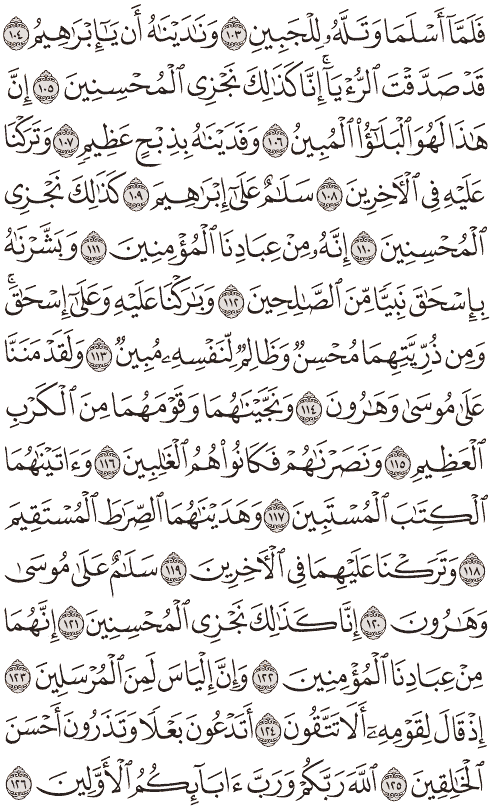 فَلَمَّآ أَسْلَمَا وَتَلَّهُۥ لِلْجَبِينِ ١٠٣ وَنَٰدَيْنَٰهُ أَن يَٰٓإِبْرَٰهِيمُ ١٠٤
قَدْ صَدَّقْتَ ٱلرُّءْيَآ ۚ إِنَّا كَذَٰلِكَ نَجْزِى ٱلْمُحْسِنِينَ ١٠٥ إِنَّ
هَٰذَا لَهُوَ ٱلْبَلَٰٓؤُا۟ ٱلْمُبِينُ ١٠٦ وَفَدَيْنَٰهُ بِذِبْحٍ عَظِيمٍ ١٠٧ وَتَرَكْنَا
عَلَيْهِ فِى ٱلْءَاخِرِينَ ١٠٨ سَلَٰمٌ عَلَىٰٓ إِبْرَٰهِيمَ ١٠٩ كَذَٰلِكَ نَجْزِى
ٱلْمُحْسِنِينَ ١١٠ إِنَّهُۥ مِنْ عِبَادِنَا ٱلْمُؤْمِنِينَ ١١١ وَبَشَّرْنَٰهُ
بِإِسْحَٰقَ نَبِيًّا مِّنَ ٱلصَّٰلِحِينَ ١١٢ وَبَٰرَكْنَا عَلَيْهِ وَعَلَىٰٓ إِسْحَٰقَ ۚ
وَمِن ذُرِّيَّتِهِمَا مُحْسِنٌ وَظَالِمٌ لِّنَفْسِهِۦ مُبِينٌ ١١٣ وَلَقَدْ مَنَنَّا
عَلَىٰ مُوسَىٰ وَهَٰرُونَ ١١٤ وَنَجَّيْنَٰهُمَا وَقَوْمَهُمَا مِنَ ٱلْكَرْبِ
ٱلْعَظِيمِ ١١٥ وَنَصَرْنَٰهُمْ فَكَانُوا۟ هُمُ ٱلْغَٰلِبِينَ ١١٦ وَءَاتَيْنَٰهُمَا
ٱلْكِتَٰبَ ٱلْمُسْتَبِينَ ١١٧ وَهَدَيْنَٰهُمَا ٱلصِّرَٰطَ ٱلْمُسْتَقِيمَ
١١٨ وَتَرَكْنَا عَلَيْهِمَا فِى ٱلْءَاخِرِينَ ١١٩ سَلَٰمٌ عَلَىٰ مُوسَىٰ
وَهَٰرُونَ ١٢٠ إِنَّا كَذَٰلِكَ نَجْزِى ٱلْمُحْسِنِينَ ١٢١ إِنَّهُمَا
مِنْ عِبَادِنَا ٱلْمُؤْمِنِينَ ١٢٢ وَإِنَّ إِلْيَاسَ لَمِنَ ٱلْمُرْسَلِينَ ١٢٣
إِذْ قَالَ لِقَوْمِهِۦٓ أَلَا تَتَّقُونَ ١٢٤ أَتَدْعُونَ بَعْلًا وَتَذَرُونَ أَحْسَنَ
ٱلْخَٰلِقِينَ ١٢٥ ٱللَّهَ رَبَّكُمْ وَرَبَّ ءَابَآئِكُمُ ٱلْأَوَّلِينَ ١٢٦